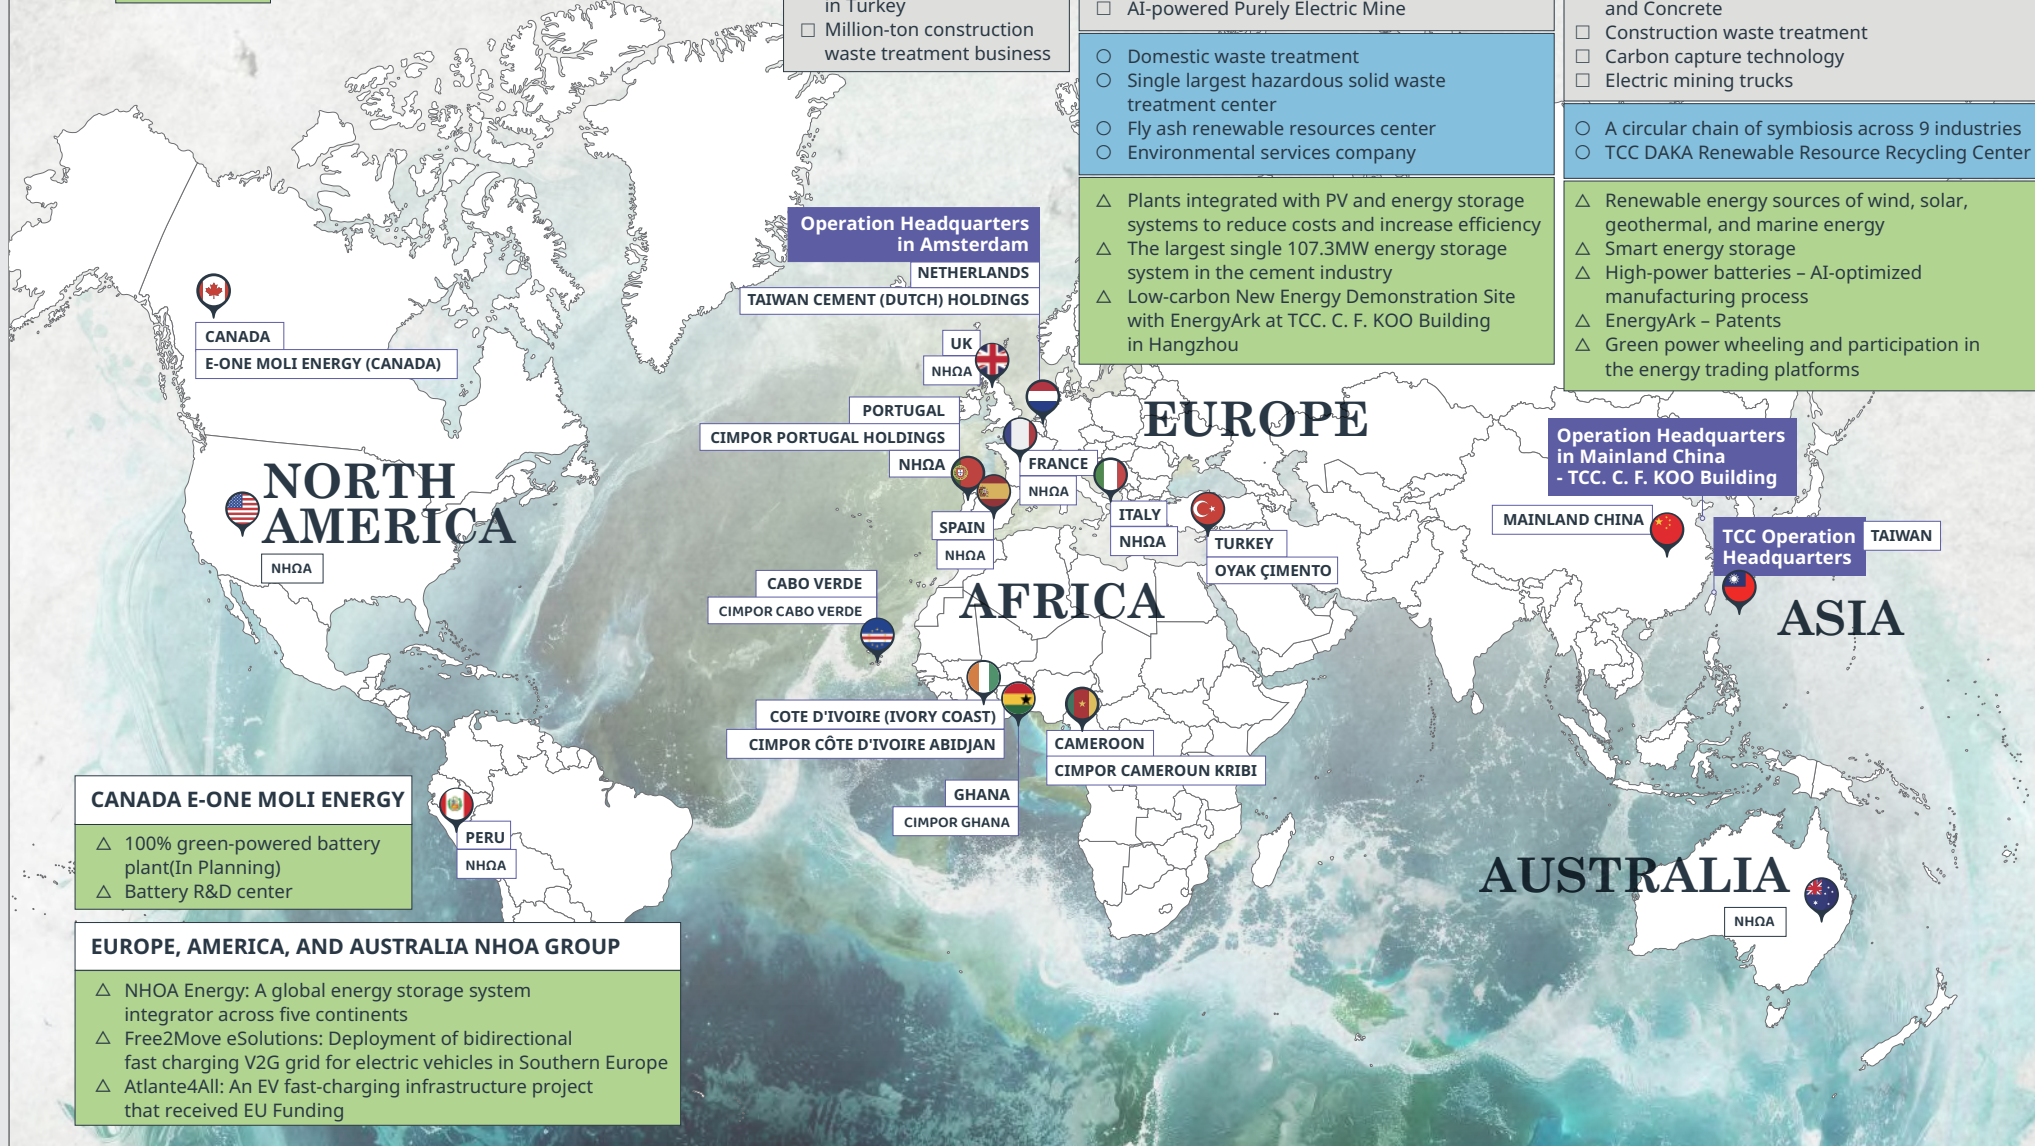 in Turkey
□ Million-ton construction
waste treatment business
□ AI-powered Purely Electric Mine
○ Domestic waste treatment
○ Single largest hazardous solid waste
treatment center
○ Fly ash renewable resources center
○ Environmental services company
△ Plants integrated with PV and energy storage
systems to reduce costs and increase efficiency
△ The largest single 107.3MW energy storage
system in the cement industry
△ Low-carbon New Energy Demonstration Site
with EnergyArk at TCC. C. F. KOO Building
in Hangzhou
and Concrete
□ Construction waste treatment
□ Carbon capture technology
□ Electric mining trucks
○ A circular chain of symbiosis across 9 industries
○ TCC DAKA Renewable Resource Recycling Center
△ Renewable energy sources of wind, solar,
geothermal, and marine energy
△ Smart energy storage
△ High-power batteries – AI-optimized
manufacturing process
△ EnergyArk – Patents
△ Green power wheeling and participation in
the energy trading platforms
Operation Headquarters
in Amsterdam
NETHERLANDS
TAIWAN CEMENT (DUTCH) HOLDINGS
CANADA
E-ONE MOLI ENERGY (CANADA)
UK
NHΩA
PORTUGAL
CIMPOR PORTUGAL HOLDINGS
NHΩA
EUROPE
FRANCE
NHΩA
NORTH
AMERICA
NHΩA
SPAIN
NHΩA
ITALY
NHΩA
TURKEY
OYAK ÇIMENTO
Operation Headquarters
in Mainland China
- TCC. C. F. KOO Building
MAINLAND CHINA
TCC Operation
Headquarters
TAIWAN
ASIA
AFRICA
CABO VERDE
CIMPOR CABO VERDE
COTE D'IVOIRE (IVORY COAST)
CIMPOR CÔTE D'IVOIRE ABIDJAN
CAMEROON
CIMPOR CAMEROUN KRIBI
GHANA
CIMPOR GHANA
PERU
NHΩA
AUSTRALIA
NHΩA
CANADA E-ONE MOLI ENERGY
△ 100% green-powered battery
plant(In Planning)
△ Battery R&D center
EUROPE, AMERICA, AND AUSTRALIA NHOA GROUP
△ NHOA Energy: A global energy storage system
integrator across five continents
△ Free2Move eSolutions: Deployment of bidirectional
fast charging V2G grid for electric vehicles in Southern Europe
△ Atlante4All: An EV fast-charging infrastructure project
that received EU Funding